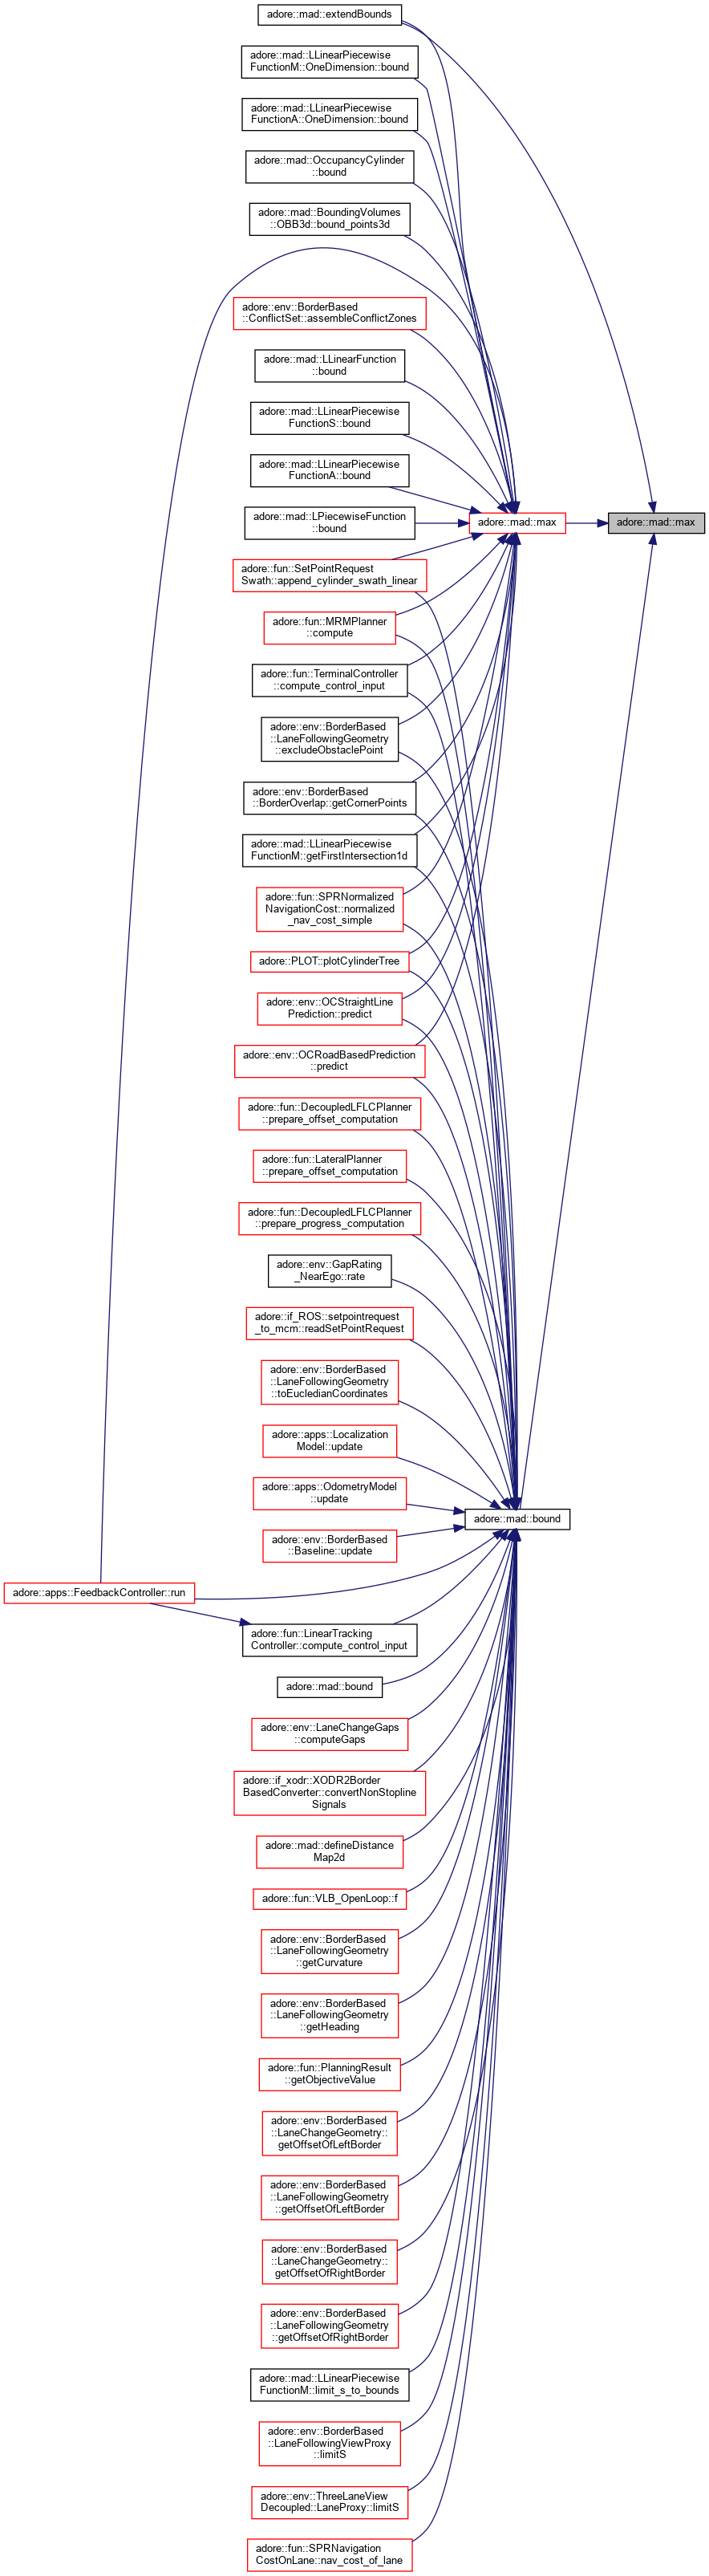 adore::mad::extendBounds
adore::mad::LLinearPiecewise
FunctionM::OneDimension::bound
adore::mad::LLinearPiecewise
FunctionA::OneDimension::bound
adore::mad::OccupancyCylinder
::bound
adore::mad::BoundingVolumes
::OBB3d::bound_points3d
adore::env::BorderBased
::ConflictSet::assembleConflictZones
adore::mad::LLinearFunction
::bound
adore::mad::LLinearPiecewise
FunctionS::bound
adore::mad::LLinearPiecewise
FunctionA::bound
adore::mad::LPiecewiseFunction
::bound
adore::mad::max
adore::mad::max
adore::fun::SetPointRequest
Swath::append_cylinder_swath_linear
adore::fun::MRMPlanner
::compute
adore::fun::TerminalController
::compute_control_input
adore::env::BorderBased
::LaneFollowingGeometry
::excludeObstaclePoint
adore::env::BorderBased
::BorderOverlap::getCornerPoints
adore::mad::LLinearPiecewise
FunctionM::getFirstIntersection1d
adore::fun::SPRNormalized
NavigationCost::normalized
_nav_cost_simple
adore::PLOT::plotCylinderTree
adore::env::OCStraightLine
Prediction::predict
adore::env::OCRoadBasedPrediction
::predict
adore::fun::DecoupledLFLCPlanner
::prepare_offset_computation
adore::fun::LateralPlanner
::prepare_offset_computation
adore::fun::DecoupledLFLCPlanner
::prepare_progress_computation
adore::env::GapRating
_NearEgo::rate
adore::if_ROS::setpointrequest
_to_mcm::readSetPointRequest
adore::env::BorderBased
::LaneFollowingGeometry
::toEucledianCoordinates
adore::apps::Localization
Model::update
adore::apps::OdometryModel
::update
adore::mad::bound
adore::env::BorderBased
::Baseline::update
adore::apps::FeedbackController::run
adore::fun::LinearTracking
Controller::compute_control_input
adore::mad::bound
adore::env::LaneChangeGaps
::computeGaps
adore::if_xodr::XODR2Border
BasedConverter::convertNonStopline
Signals
adore::mad::defineDistance
Map2d
adore::fun::VLB_OpenLoop::f
adore::env::BorderBased
::LaneFollowingGeometry
::getCurvature
adore::env::BorderBased
::LaneFollowingGeometry
::getHeading
adore::fun::PlanningResult
::getObjectiveValue
adore::env::BorderBased
::LaneChangeGeometry::
getOffsetOfLeftBorder
adore::env::BorderBased
::LaneFollowingGeometry
::getOffsetOfLeftBorder
adore::env::BorderBased
::LaneChangeGeometry::
getOffsetOfRightBorder
adore::env::BorderBased
::LaneFollowingGeometry
::getOffsetOfRightBorder
adore::mad::LLinearPiecewise
FunctionM::limit_s_to_bounds
adore::env::BorderBased
::LaneFollowingViewProxy
::limitS
adore::env::ThreeLaneView
Decoupled::LaneProxy::limitS
adore::fun::SPRNavigation
CostOnLane::nav_cost_of_lane